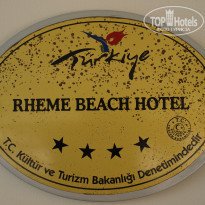 TOP Hotels
Türkiye
RHEME BEACH HOTEL
T.C. Kültür ve Turizm Bakanlığı Denetimindedir